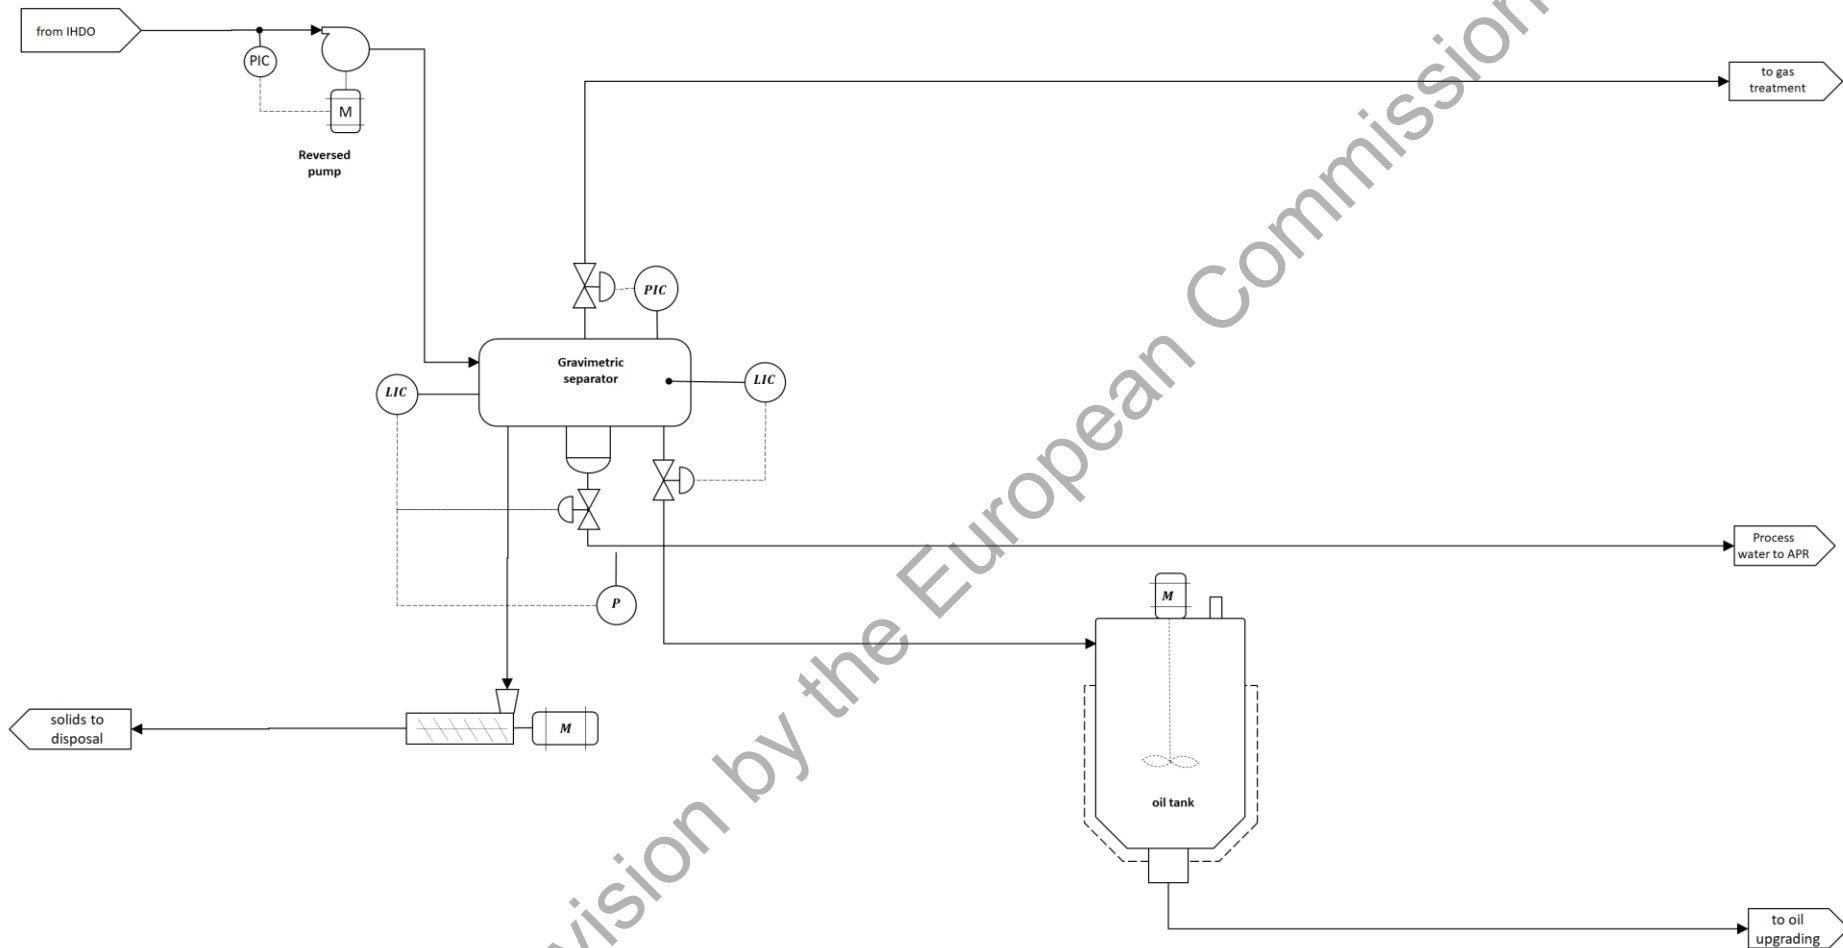 from IHDO
PIC
M
Reversed
pump
to gas
treatment
PIC
Gravimetric
separator
LIC
LIC
Process
water to APR
P
M
solids to
disposal
M
oil tank
to oil
upgrading
vision by the European Commission